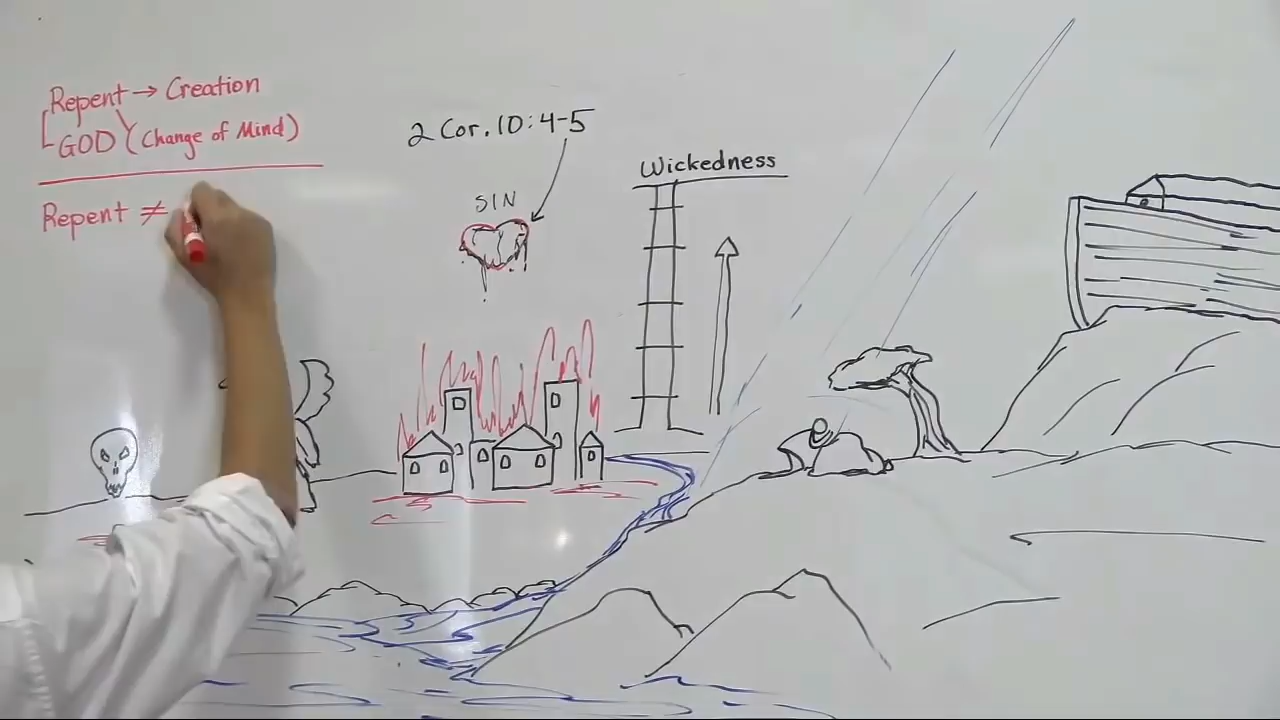 Repent → Creation
GOD (Change of Mind)
Repent ≠
2 Cor. 10:4-5
SIN
Wickedness